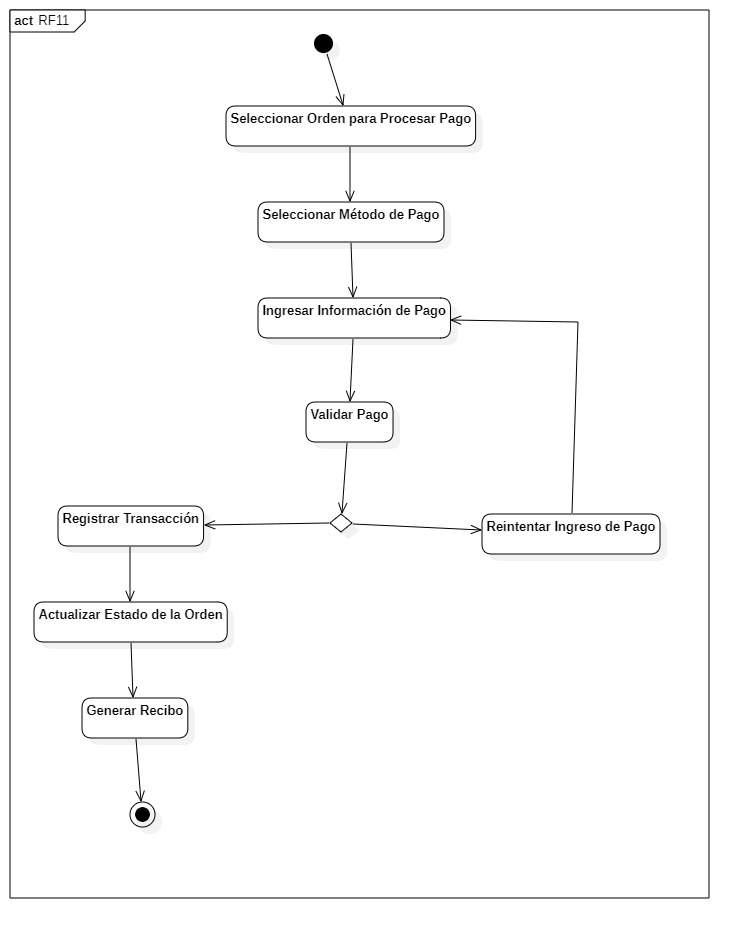 act RF11
Seleccionar Orden para Procesar Pago
Seleccionar Método de Pago
Ingresar Información de Pago
Validar Pago
Registrar Transacción
Reintentar Ingreso de Pago
Actualizar Estado de la Orden
Generar Recibo